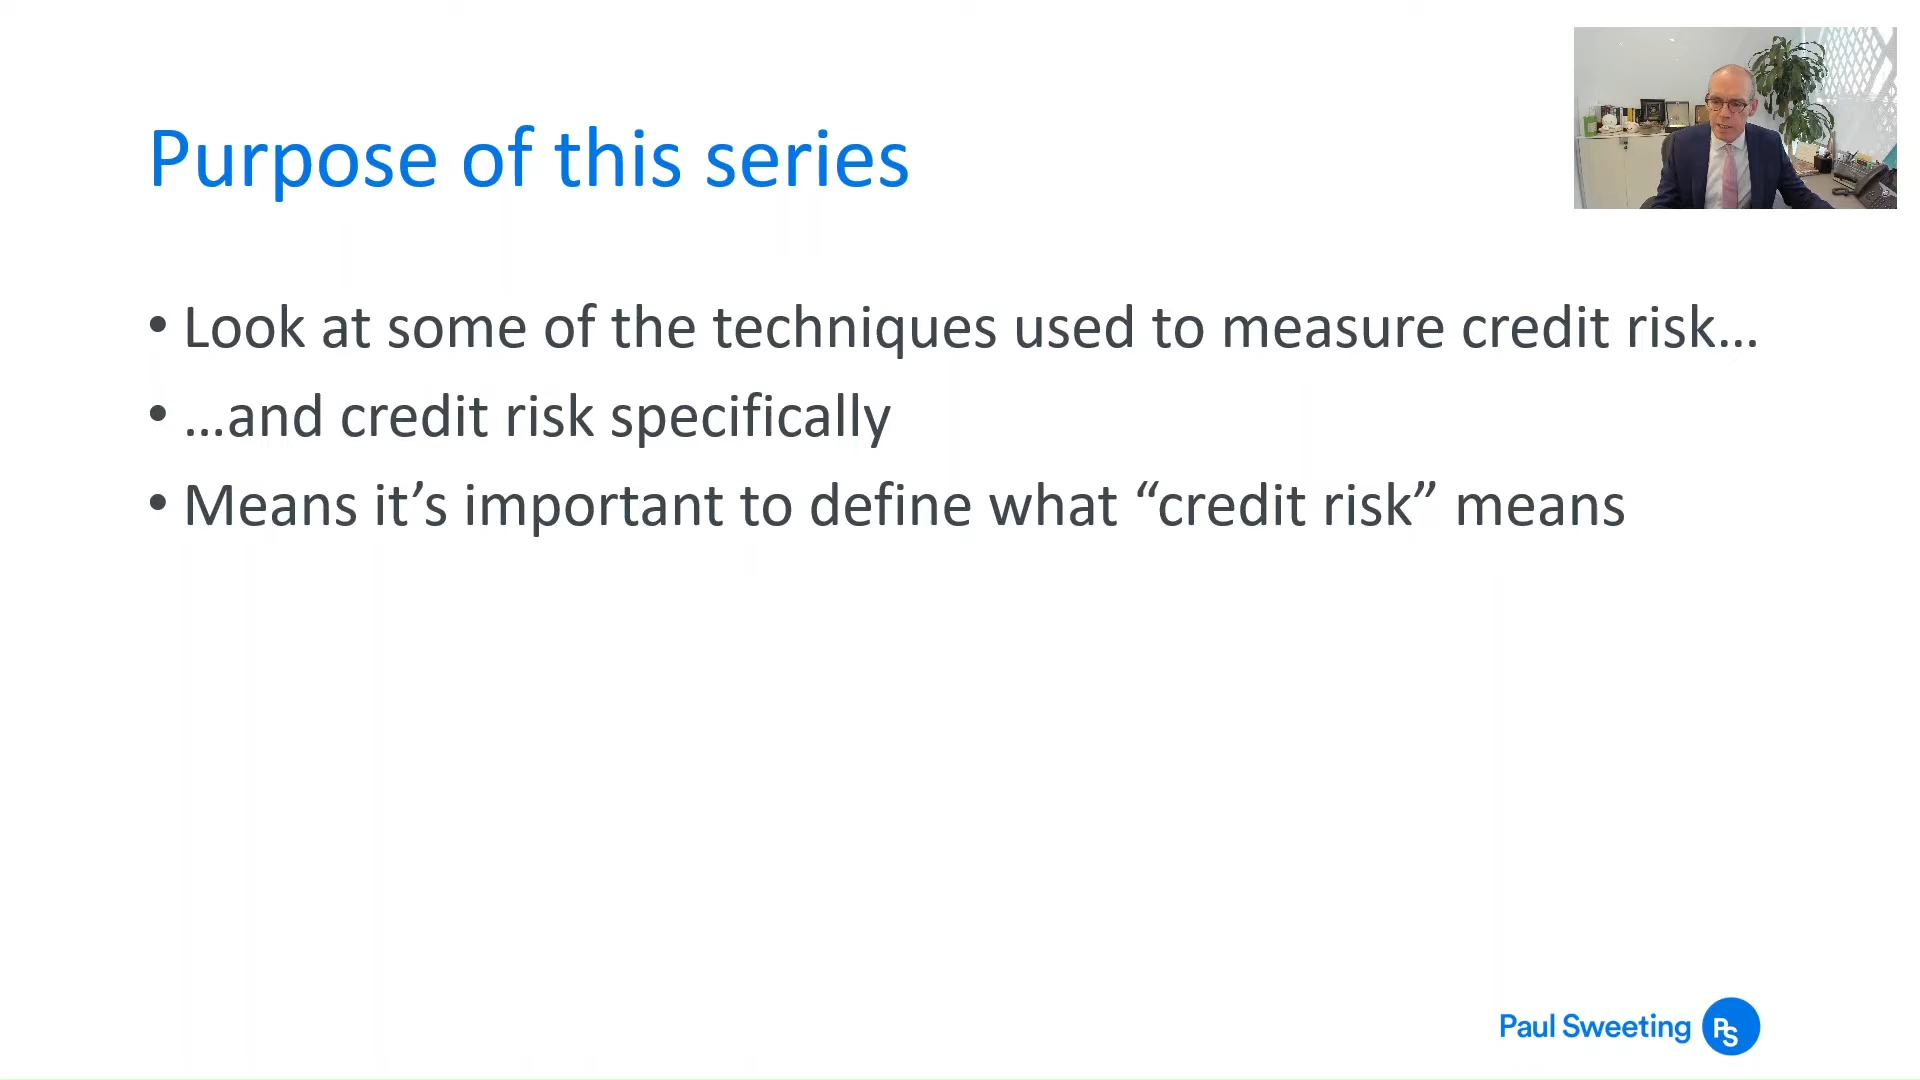 Purpose of this series
• Look at some of the techniques used to measure credit risk…
• …and credit risk specifically
• Means it’s important to define what “credit risk” means
Paul Sweeting PS